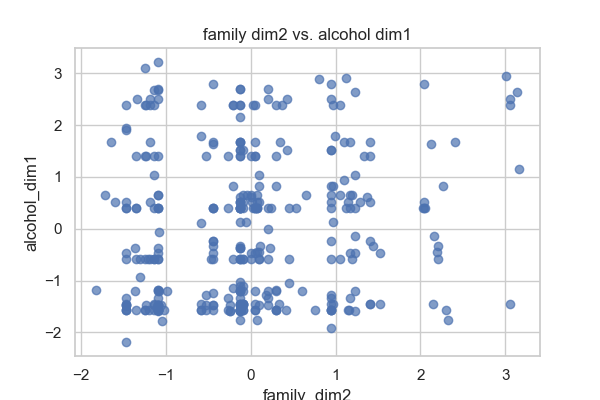 family dim2 vs. alcohol dim1
3
2
1
0
−1
−2
alcohol_dim1
−2 −1 0 1 2 3
family_dim2